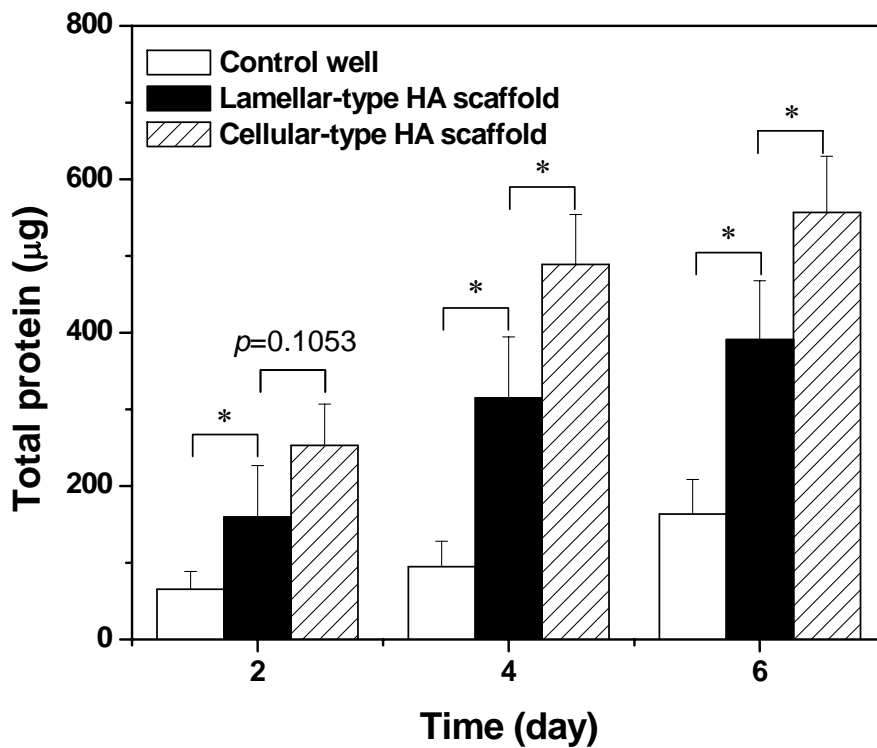 800
600
400
200
0
Total protein (μg)
Control well
Lamellar-type HA scaffold
Cellular-type HA scaffold
*
p=0.1053
*
*
*
*
2
4
6
Time (day)